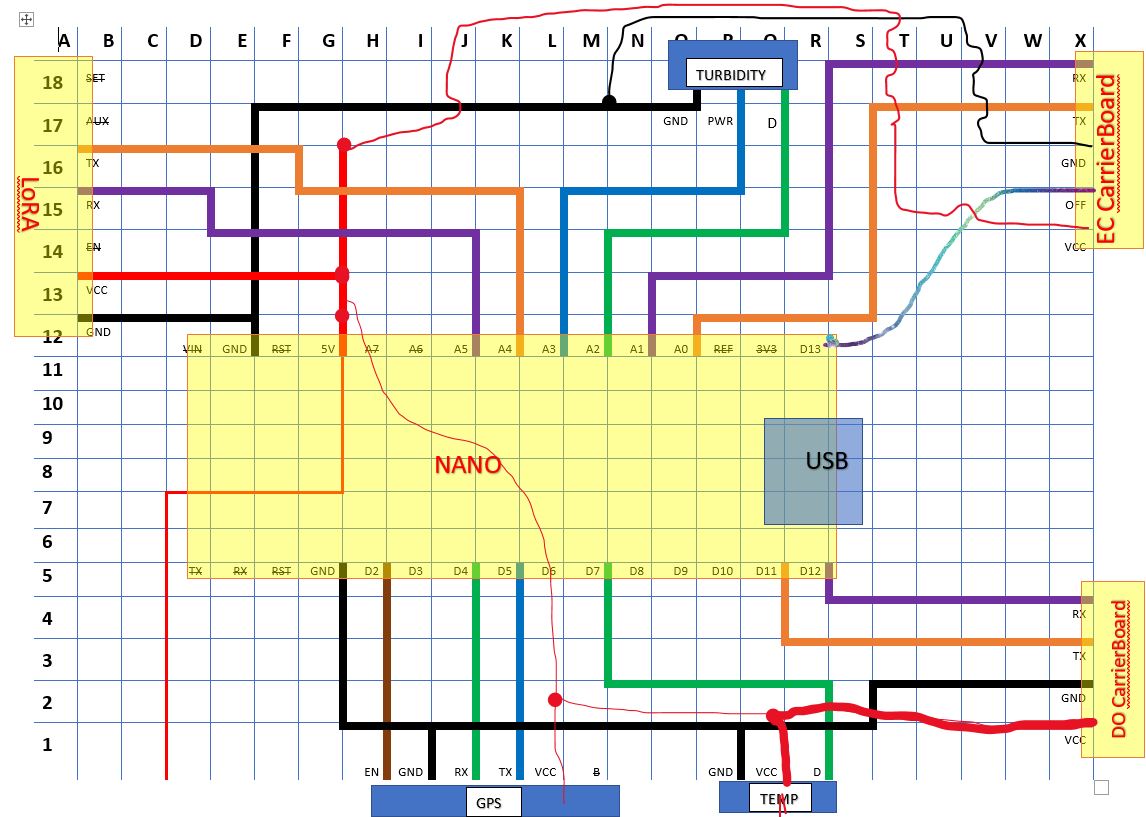 A B C D E F G H I J K L M N O P Q R S T U V W X
TURBIDITY
18 SET RX
17 AUX GND PWR D TX
16 TX GND
15 RX OFF
14 EN VCC
13 VCC
12 GND
LoRA
EC CarrierBoard
VIN GND RST 5V A7 A6 A5 A4 A3 A2 A1 A0 REF 3V3 D13
11
10
9
8
NANO
USB
7
6
5
TX RX RST GND D2 D3 D4 D5 D6 D7 D8 D9 D10 D11 D12
4 RX
3 TX
2 GND
1 VCC
DO CarrierBoard
EN GND RX TX VCC B GND VCC D
GPS
TEMP